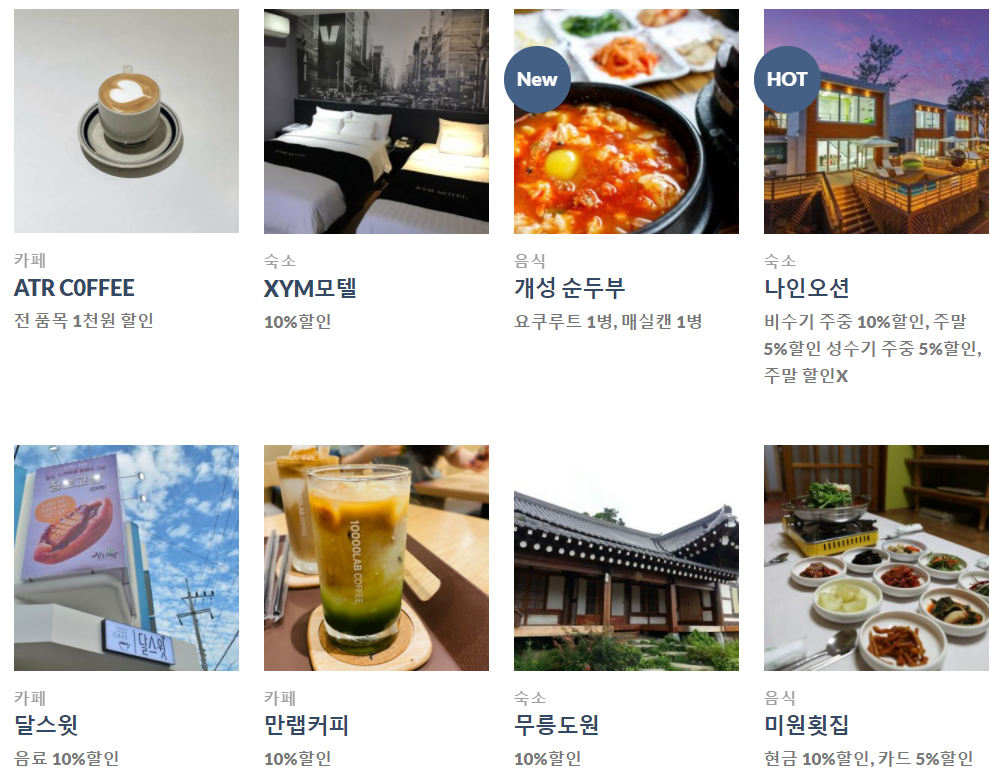 New
HOT
XYM MOTEL
카페
ATR C0FFEE
전 품목 1천원 할인
숙소
XYM모텔
10%할인
음식
개성 순두부
요쿠루트 1병, 매실캔 1병
숙소
나인오션
비수기 주중 10%할인, 주말
5%할인 성수기 주중 5%할인,
주말 할인X
달스윗
10000LAB COFFEE
카페
달스윗
음료 10%할인
카페
만랩커피
10%할인
숙소
무릉도원
10%할인
음식
미원횟집
현금 10%할인, 카드 5%할인